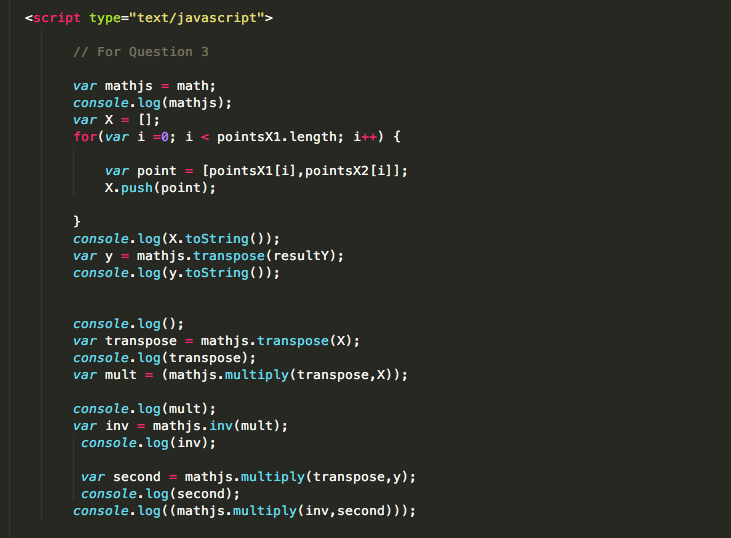 <script type="text/javascript">
// For Question 3
var mathjs = math;
console.log(mathjs);
var X = [];
for(var i =0; i < pointsX1.length; i++) {
var point = [pointsX1[i],pointsX2[i]];
X.push(point);
}
console.log(X.toString());
var y = mathjs.transpose(resultY);
console.log(y.toString());
console.log();
var transpose = mathjs.transpose(X);
console.log(transpose);
var mult = (mathjs.multiply(transpose,X));
console.log(mult);
var inv = mathjs.inv(mult);
console.log(inv);
var second = mathjs.multiply(transpose,y);
console.log(second);
console.log((mathjs.multiply(inv,second)));